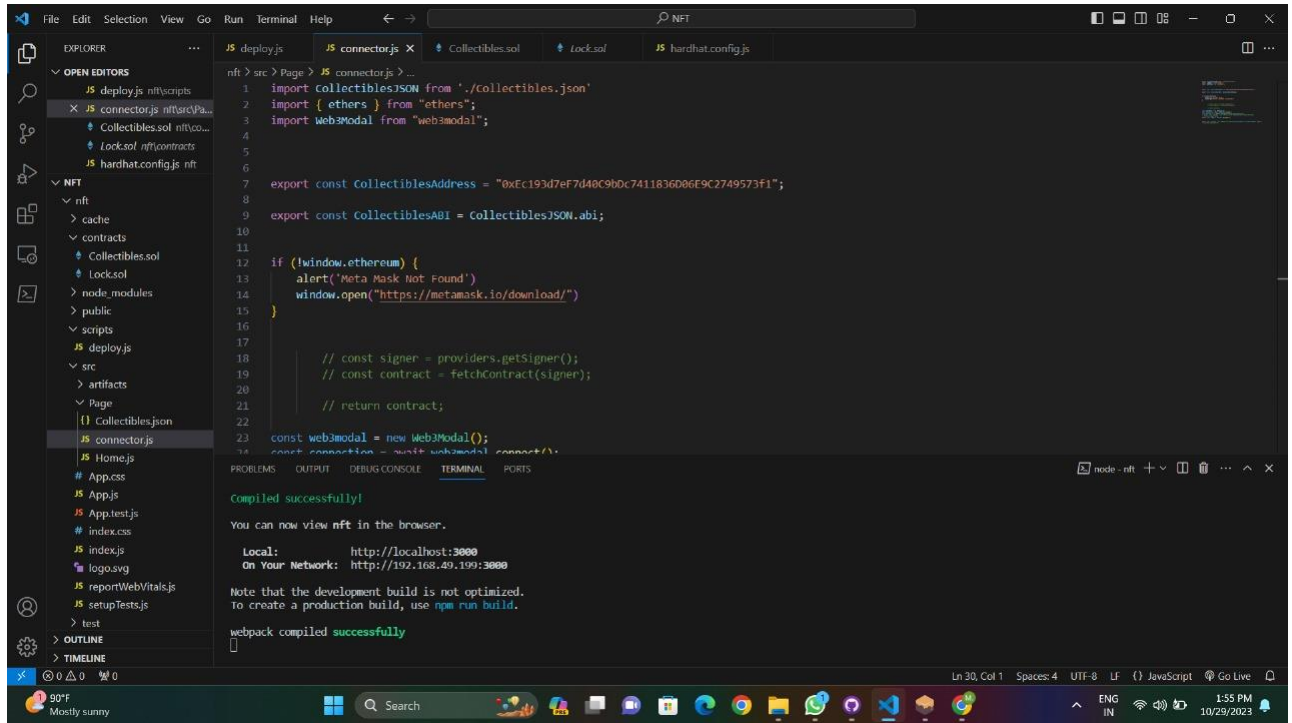 File Edit Selection View Go Run Terminal Help
NFT
EXPLORER
OPEN EDITORS
JS deploy.js nft\scripts
JS connector.js nft\src\Pa...
Collectibles.sol nft\co...
Lock.sol nft\contracts
JS hardhat.config.js nft
NFT
nft
cache
contracts
Collectibles.sol
Lock.sol
node_modules
public
scripts
JS deploy.js
src
artifacts
Page
{} Collectibles.json
JS connector.js
JS Home.js
# App.css
JS App.js
JS App.test.js
# index.css
JS index.js
logo.svg
JS reportWebVitals.js
JS setupTests.js
test
OUTLINE
TIMELINE
JS deploy.js JS connector.js Collectibles.sol Lock.sol JS hardhat.config.js
nft > src > Page > JS connector.js > ...
1 import CollectiblesJSON from './Collectibles.json'
2 import { ethers } from "ethers";
3 import Web3Modal from "web3modal";
4
5
6
7 export const CollectiblesAddress = "0xEc193d7eF7d40C9bDc7411836D06E9C2749573f1";
8
9 export const CollectiblesABI = CollectiblesJSON.abi;
10
11
12 if (!window.ethereum) {
13 alert('Meta Mask Not Found')
14 window.open("https://metamask.io/download/")
15 }
16
17
18 // const signer = providers.getSigner();
19 // const contract = fetchContract(signer);
20
21 // return contract;
22
23 const web3modal = new Web3Modal();
24 const connection = await web3modal.connect();
PROBLEMS OUTPUT DEBUG CONSOLE TERMINAL PORTS
node - nft
Compiled successfully!
You can now view nft in the browser.
Local: http://localhost:3000
On Your Network: http://192.168.49.199:3000
Note that the development build is not optimized.
To create a production build, use npm run build.
webpack compiled successfully
0 0 0
Ln 30, Col 1 Spaces: 4 UTF-8 LF {} JavaScript Go Live
1
90°F
Mostly sunny
Search
PRE
ENG
IN
1:55 PM
10/29/2023